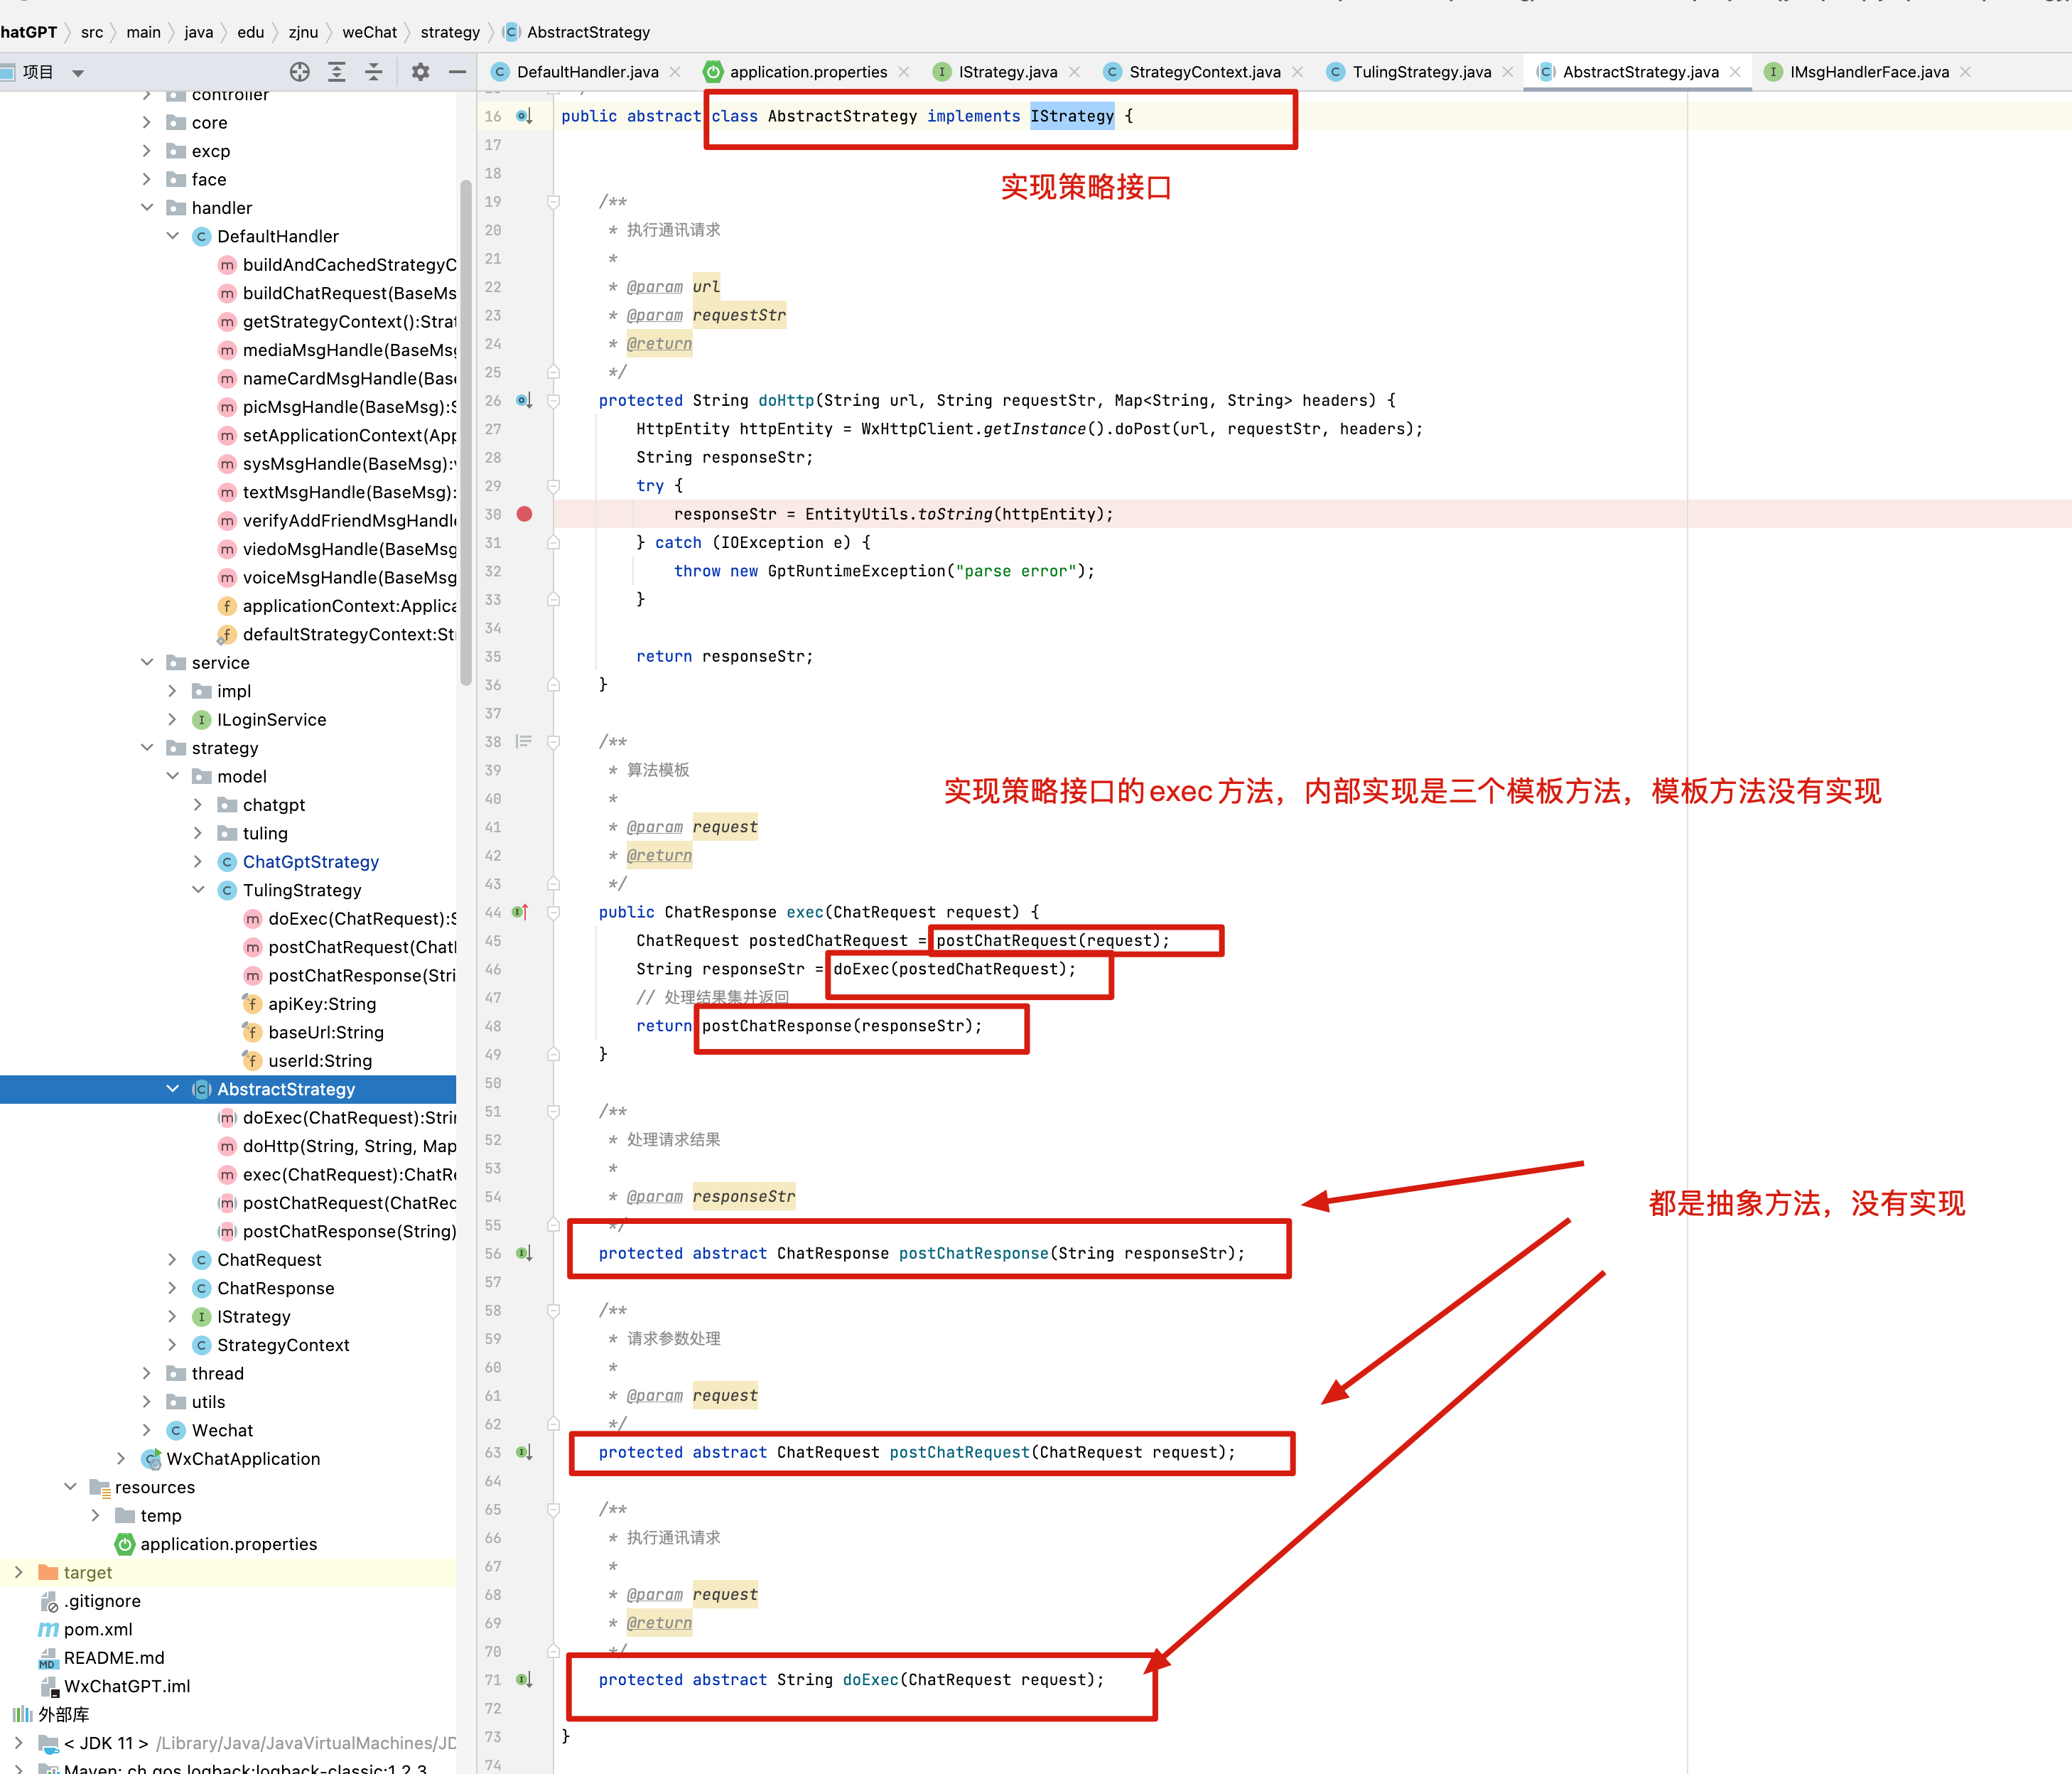 hatGPT 〉 src 〉 main 〉 java 〉 edu 〉 zjnu 〉 weChat 〉 strategy 〉 AbstractStrategy
项目
DefaultHandler.java
application.properties
IStrategy.java
StrategyContext.java
TulingStrategy.java
AbstractStrategy.java
IMsgHandlerFace.java
controller
core
excp
face
handler
DefaultHandler
buildAndCachedStrategyC
buildChatRequest(BaseMs
getStrategyContext():Strat
mediaMsgHandle(BaseMsg
nameCardMsgHandle(Base
picMsgHandle(BaseMsg):S
setApplicationContext(App
sysMsgHandle(BaseMsg):v
textMsgHandle(BaseMsg):
verifyAddFriendMsgHandle
viedoMsgHandle(BaseMsg
voiceMsgHandle(BaseMsg
applicationContext:Applica
defaultStrategyContext:Str
service
impl
ILoginService
strategy
model
chatgpt
tuling
ChatGptStrategy
TulingStrategy
doExec(ChatRequest):S
postChatRequest(ChatI
postChatResponse(Stri
apiKey:String
baseUrl:String
userId:String
AbstractStrategy
doExec(ChatRequest):Strin
doHttp(String, String, Map
exec(ChatRequest):ChatRe
postChatRequest(ChatReq
postChatResponse(String)
ChatRequest
ChatResponse
IStrategy
StrategyContext
thread
utils
Wechat
WxChatApplication
resources
temp
application.properties
target
.gitignore
pom.xml
README.md
WxChatGPT.iml
外部库
< JDK 11 > /Library/Java/JavaVirtualMachines/JD
Maven: ch.qos.logback:logback-classic:1.2.3
16 public abstract class AbstractStrategy implements IStrategy {
17
实现策略接口
18
19 /**
20 * 执行通讯请求
21 *
22 * @param url
23 * @param requestStr
24 * @return
25 */
26 protected String doHttp(String url, String requestStr, Map<String, String> headers) {
27 HttpEntity httpEntity = WxHttpClient.getInstance().doPost(url, requestStr, headers);
28 String responseStr;
29 try {
30 responseStr = EntityUtils.toString(httpEntity);
31 } catch (IOException e) {
32 throw new GptRuntimeException("parse error");
33 }
34
35 return responseStr;
36 }
37
38 /**
39 * 算法模板
实现策略接口的exec方法，内部实现是三个模板方法，模板方法没有实现
40 *
41 * @param request
42 * @return
43 */
44 public ChatResponse exec(ChatRequest request) {
45 ChatRequest postedChatRequest = postChatRequest(request);
46 String responseStr = doExec(postedChatRequest);
47 // 处理结果集并返回
48 return postChatResponse(responseStr);
49 }
50
51 /**
52 * 处理请求结果
53 *
54 * @param responseStr
都是抽象方法，没有实现
55 */
56 protected abstract ChatResponse postChatResponse(String responseStr);
57
58 /**
59 * 请求参数处理
60 *
61 * @param request
62 */
63 protected abstract ChatRequest postChatRequest(ChatRequest request);
64
65 /**
66 * 执行通讯请求
67 *
68 * @param request
69 * @return
70 */
71 protected abstract String doExec(ChatRequest request);
72
73 }
74